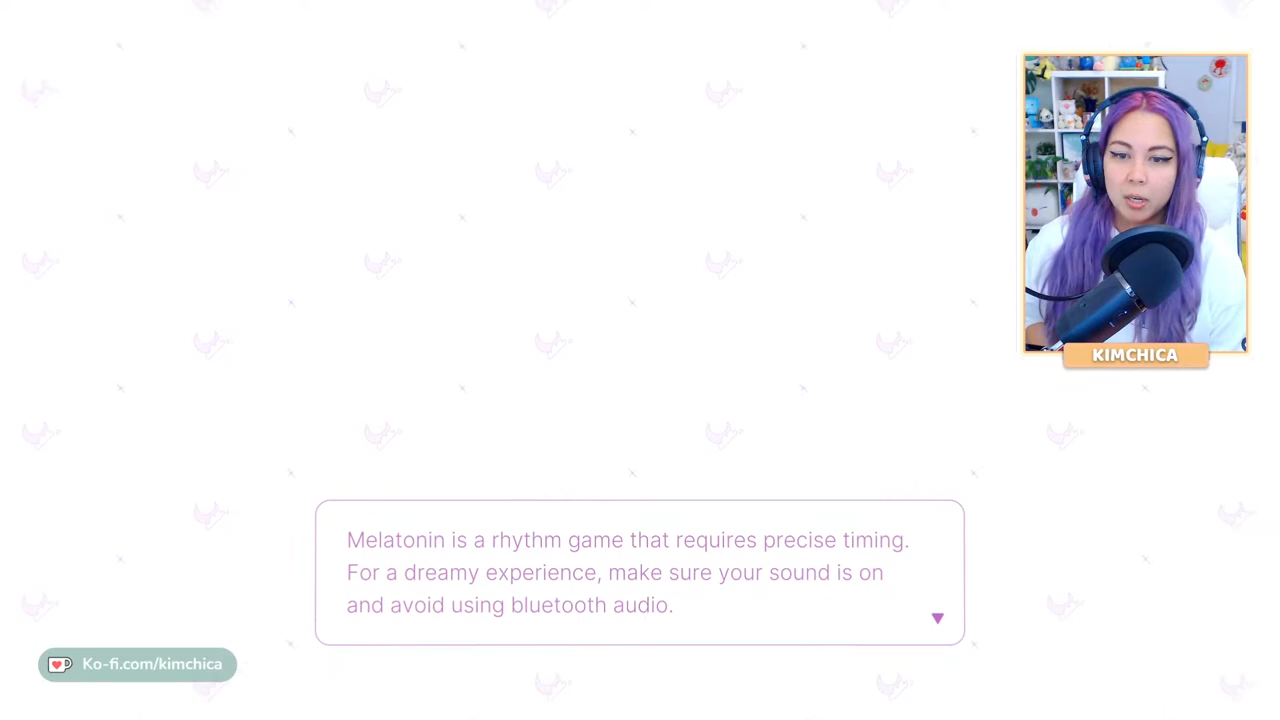 KIMCHICA
Melatonin is a rhythm game that requires precise timing.
For a dreamy experience, make sure your sound is on
and avoid using bluetooth audio.
Ko-fi.com/kimchica